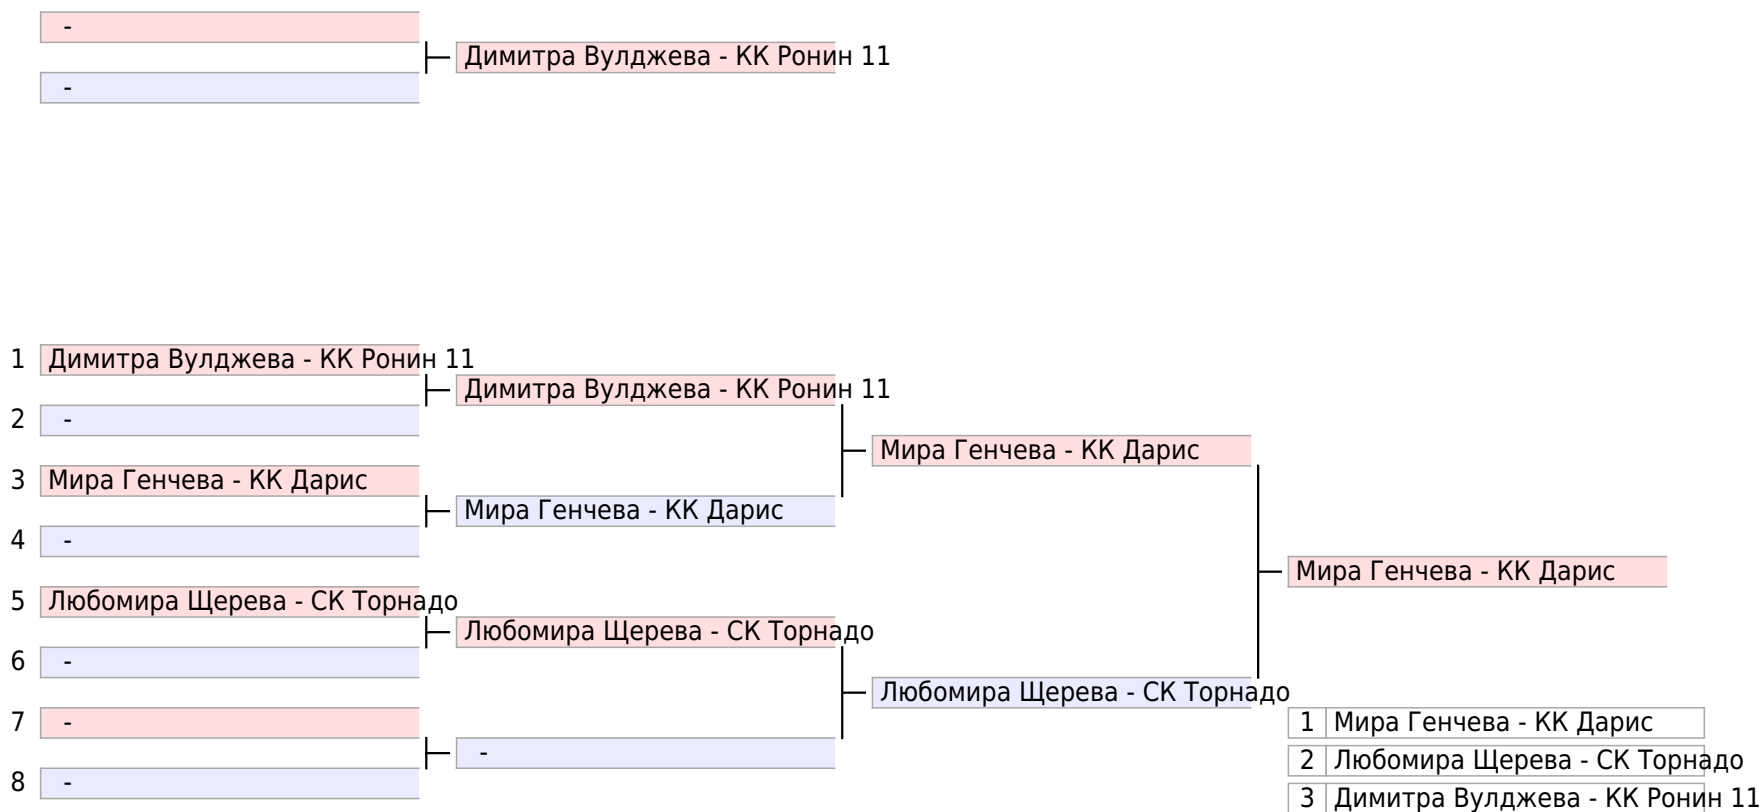 -
Димитра Вулджева - КК Ронин 11
-
1 Димитра Вулджева - КК Ронин 11
Димитра Вулджева - КК Ронин 11
2 -
Мира Генчева - КК Дарис
3 Мира Генчева - КК Дарис
Мира Генчева - КК Дарис
4 -
Мира Генчева - КК Дарис
5 Любомира Щерева - СК Торнадо
Любомира Щерева - СК Торнадо
6 -
Любомира Щерева - СК Торнадо
7 -
1 Мира Генчева - КК Дарис
-
2 Любомира Щерева - СК Торнадо
8 -
3 Димитра Вулджева - КК Ронин 11